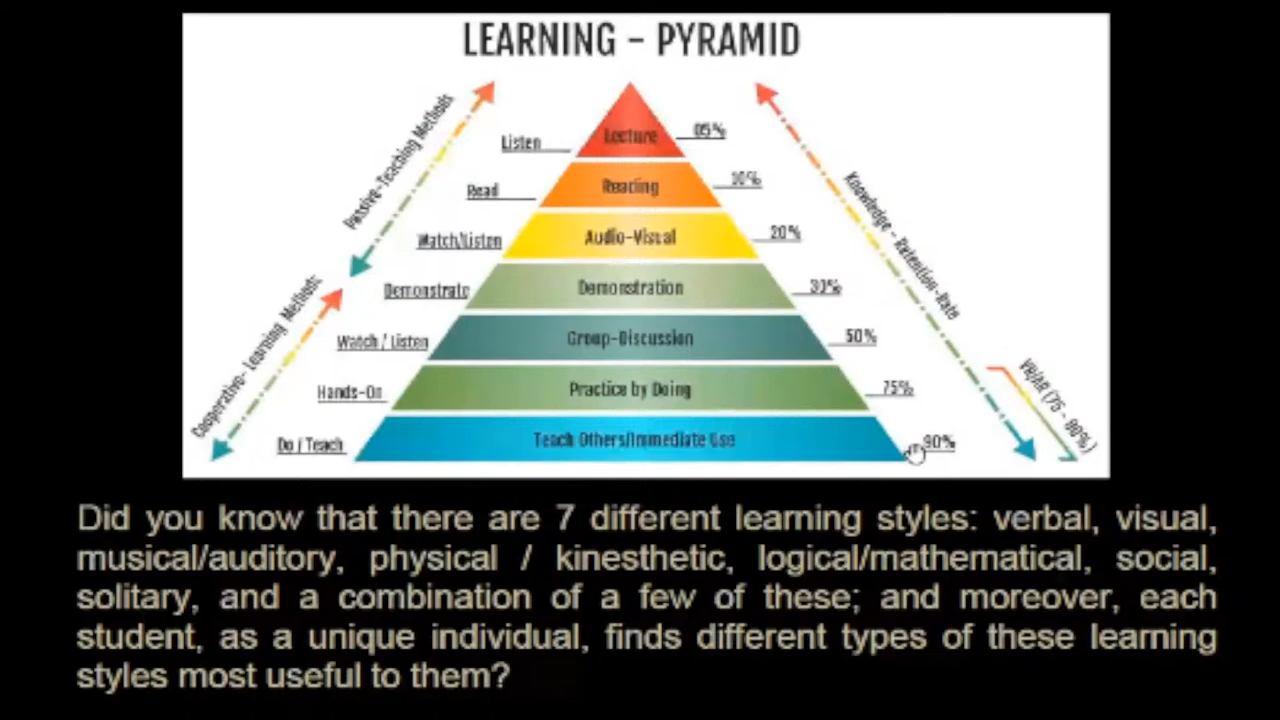 LEARNING - PYRAMID
Listen
Lecture
05%
Read
Reading
10%
Watch/Listen
Audio-Visual
20%
Demonstrate
Demonstration
30%
Watch / Listen
Group-Discussion
50%
Hands-On
Practice by Doing
75%
Do / Teach
Teach Others/Immediate Use
90%
Passive-Teaching Methods
Cooperative- Learning Methods
Knowledge - Retention-Rate
(75 - 90%)
Did you know that there are 7 different learning styles: verbal, visual,
musical/auditory, physical / kinesthetic, logical/mathematical, social,
solitary, and a combination of a few of these; and moreover, each
student, as a unique individual, finds different types of these learning
styles most useful to them?